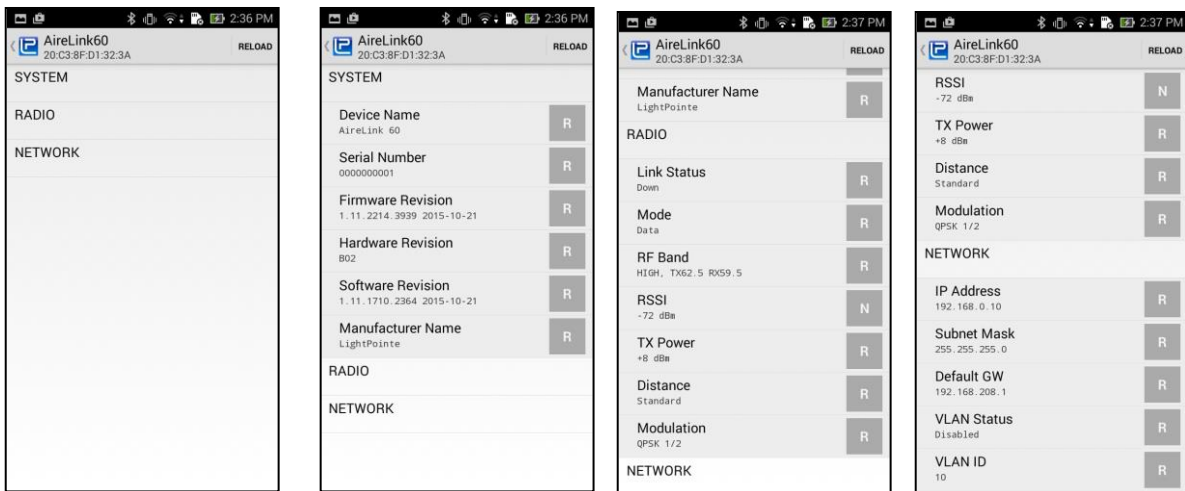 2:36 PM
AireLink60
20:C3:8F:D1:32:3A
RELOAD
SYSTEM
RADIO
NETWORK
2:36 PM
AireLink60
20:C3:8F:D1:32:3A
RELOAD
SYSTEM
Device Name
AireLink 60
R
Serial Number
0000000001
R
Firmware Revision
1.11.2214.3939 2015-10-21
R
Hardware Revision
B02
R
Software Revision
1.11.1710.2364 2015-10-21
R
Manufacturer Name
LightPointe
R
RADIO
NETWORK
2:37 PM
AireLink60
20:C3:8F:D1:32:3A
RELOAD
Manufacturer Name
LightPointe
R
RADIO
Link Status
Down
R
Mode
Data
R
RF Band
HIGH, TX62.5 RX59.5
R
RSSI
-72 dBm
N
TX Power
+8 dBm
R
Distance
Standard
R
Modulation
QPSK 1/2
R
NETWORK
2:37 PM
AireLink60
20:C3:8F:D1:32:3A
RELOAD
RSSI
-72 dBm
N
TX Power
+8 dBm
R
Distance
Standard
R
Modulation
QPSK 1/2
R
NETWORK
IP Address
192.168.0.10
R
Subnet Mask
255.255.255.0
R
Default GW
192.168.208.1
R
VLAN Status
Disabled
R
VLAN ID
10
R